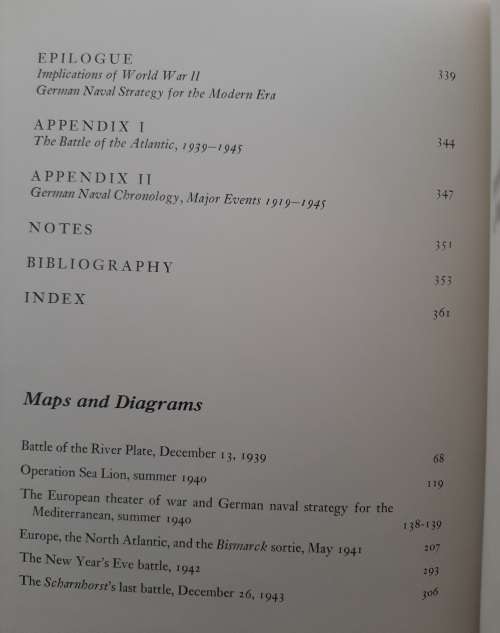 EPILOGUE
Implications of World War II 339
German Naval Strategy for the Modern Era
APPENDIX I
The Battle of the Atlantic, 1939–1945 344
APPENDIX II
German Naval Chronology, Major Events 1919–1945 347
NOTES 351
BIBLIOGRAPHY 353
INDEX 361
Maps and Diagrams
Battle of the River Plate, December 13, 1939 68
Operation Sea Lion, summer 1940 119
The European theater of war and German naval strategy for the
Mediterranean, summer 1940 138-139
Europe, the North Atlantic, and the Bismarck sortie, May 1941 207
The New Year's Eve battle, 1942 293
The Scharnhorst's last battle, December 26, 1943 306